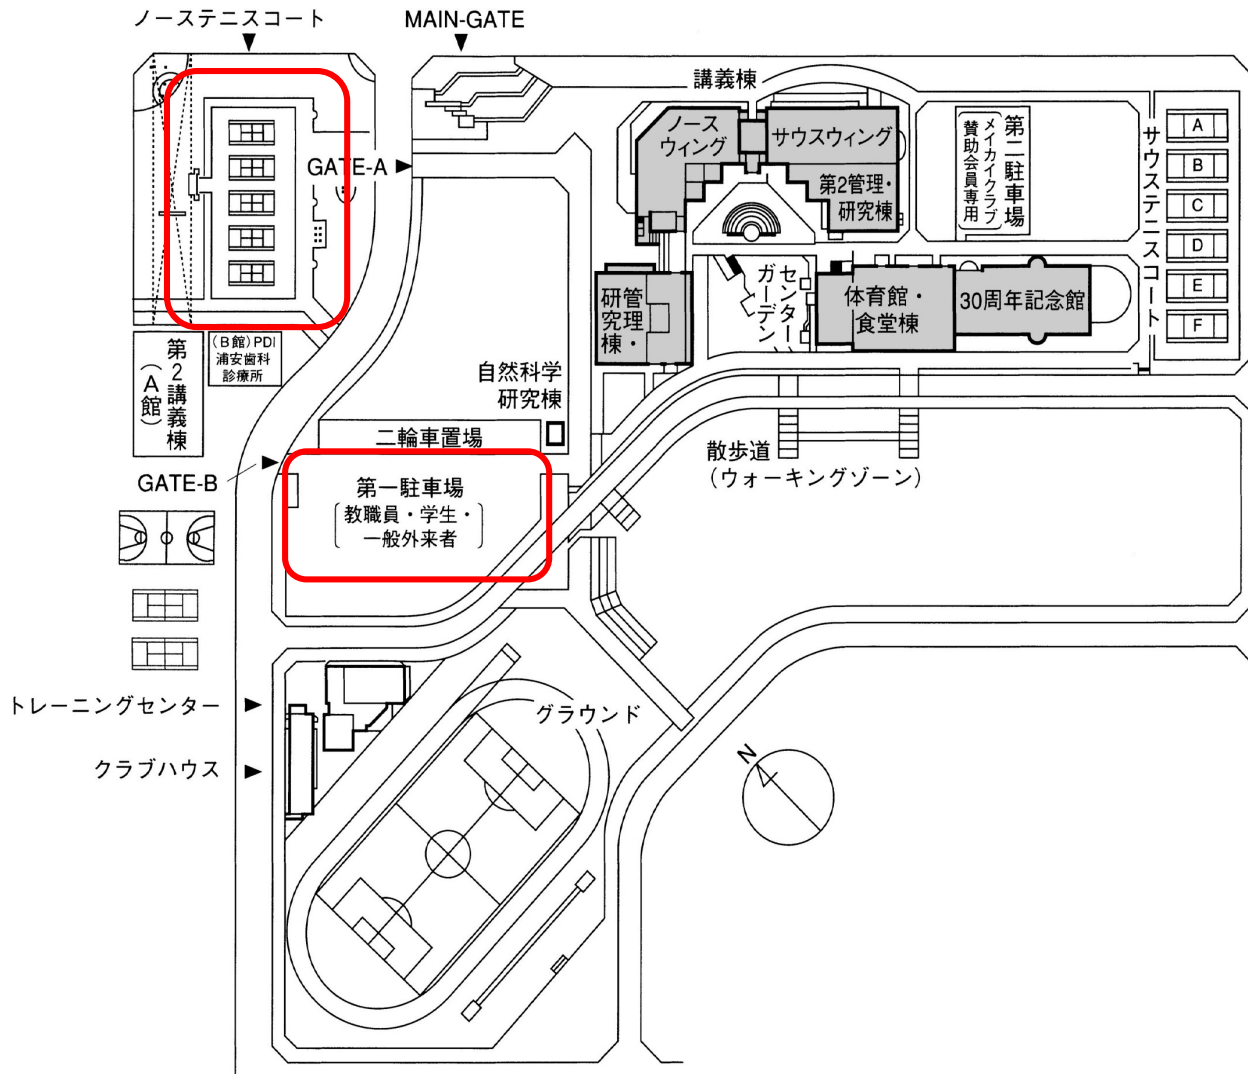 ノーステニスコート
MAIN-GATE
講義棟
ノース
ウィング
サウスウィング
第2管理・
研究棟
第二駐車場
(メイカイクラブ
賛助会員専用)
サウステニスコート
A
B
C
D
E
F
GATE-A
研究棟・
管理
センター
ガーデン
体育館・
食堂棟
30周年記念館
第2講義棟
(A館)
(B館)PDI
浦安歯科
診療所
自然科学
研究棟
二輪車置場
GATE-B
第一駐車場
教職員・学生・
一般外来者
散歩道
(ウォーキングゾーン)
トレーニングセンター
クラブハウス
グラウンド
N